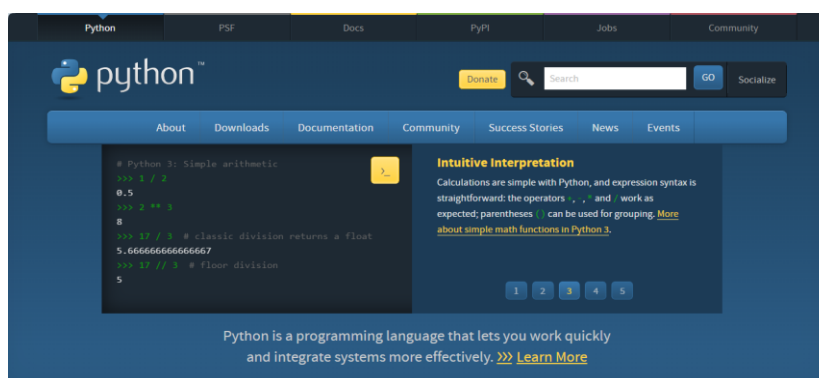 Python PSF Docs PyPI Jobs Community
python™
Donate Search GO Socialize
About Downloads Documentation Community Success Stories News Events
# Python 3: Simple arithmetic
>>> 1 / 2
0.5
>>> 2 ** 3
8
>>> 17 / 3 # classic division returns a float
5.666666666666667
>>> 17 // 3 # floor division
5
>_
Intuitive Interpretation
Calculations are simple with Python, and expression syntax is
straightforward: the operators +, -, * and / work as
expected; parentheses () can be used for grouping. More
about simple math functions in Python 3.
1 2 3 4 5
Python is a programming language that lets you work quickly
and integrate systems more effectively. >>> Learn More